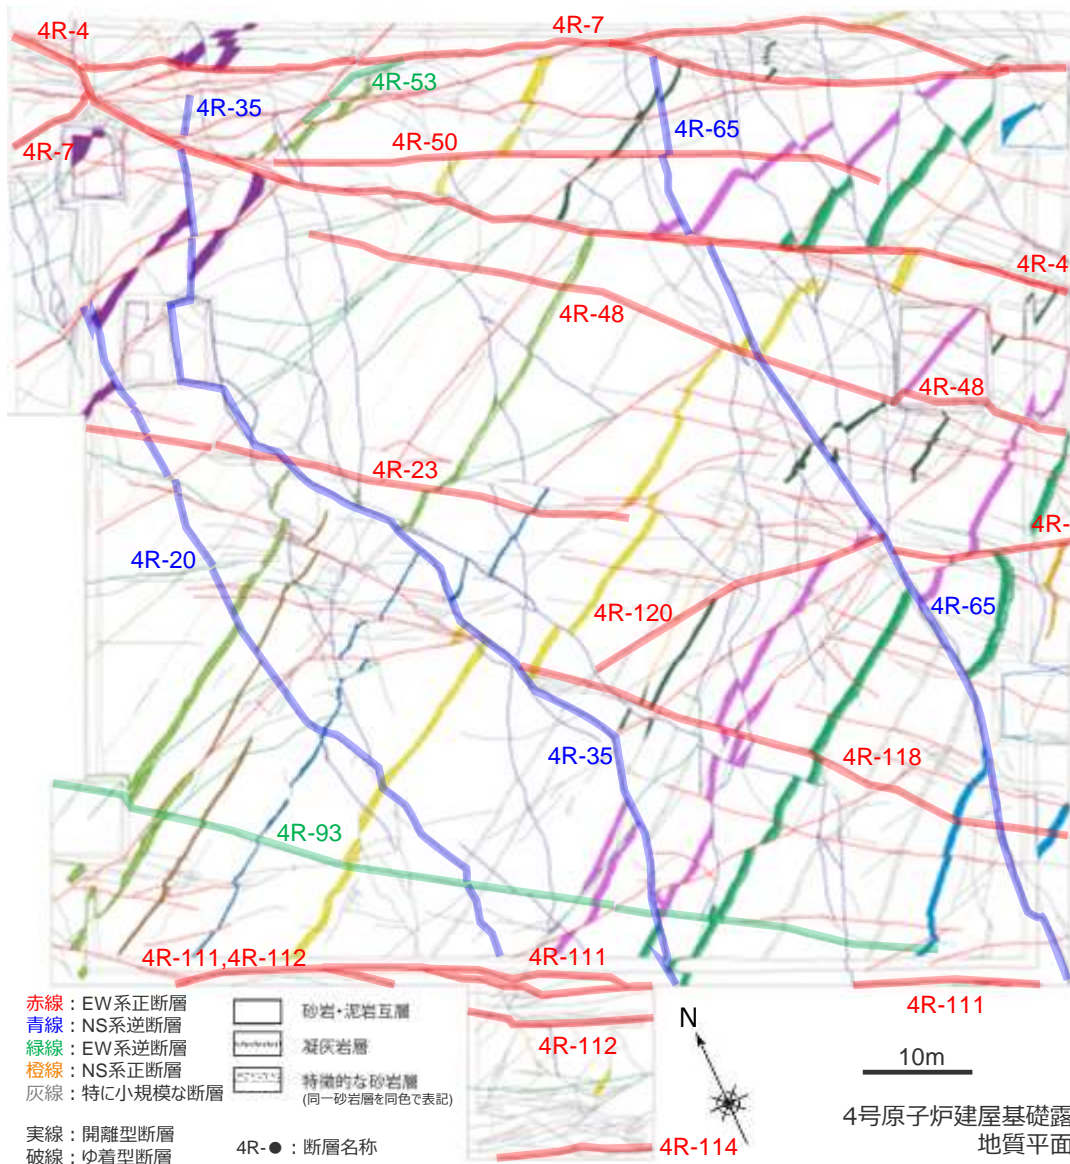 4R-4
4R-7
4R-53
4R-35
4R-65
4R-50
4R-7
4R-4
4R-48
4R-48
4R-23
4R-
4R-20
4R-120
4R-65
4R-35
4R-118
4R-93
4R-111,4R-112
4R-111
4R-111
4R-112
4R-114
赤線：EW系正断層
青線：NS系逆断層
緑線：EW系逆断層
橙線：NS系正断層
灰線：特に小規模な断層
実線：開離型断層
破線：ゆ着型断層
砂岩・泥岩互層
凝灰岩層
特徴的な砂岩層
(同一砂岩層を同色で表記)
4R-●：断層名称
N
10m
4号原子炉建屋基礎露
地質平面